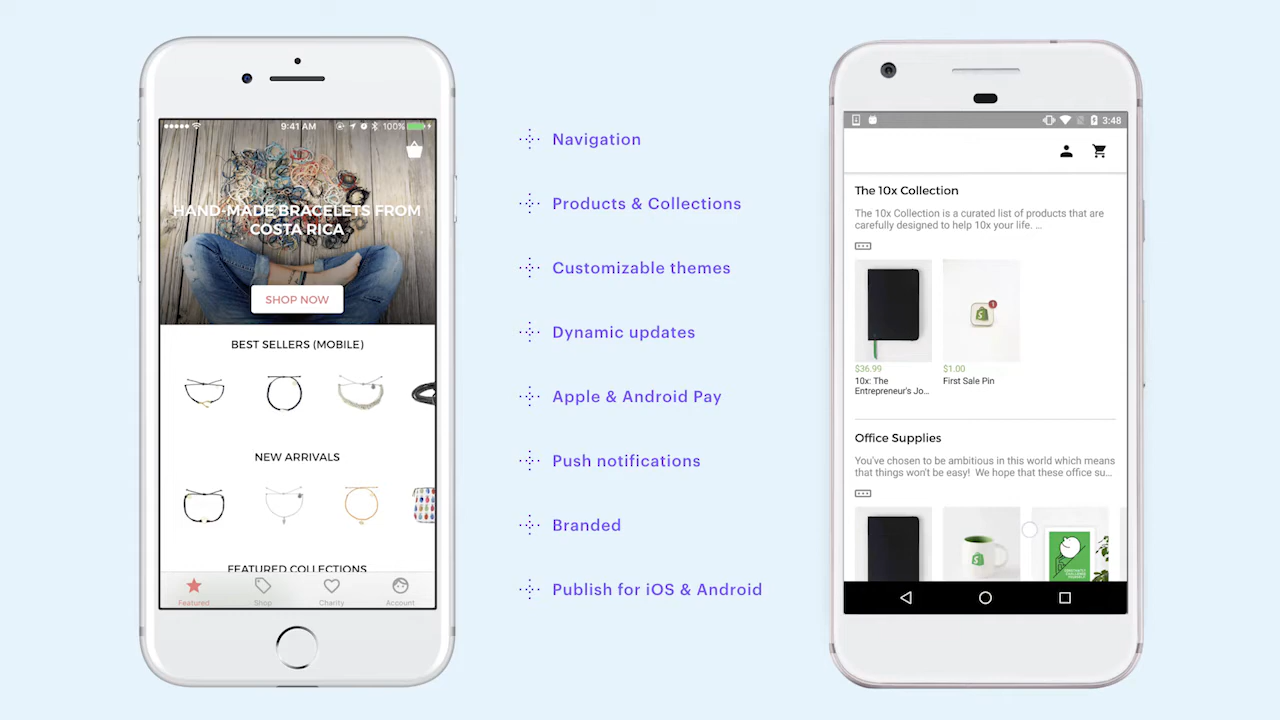 9:41 AM
100%
HAND-MADE BRACELETS FROM
COSTA RICA
SHOP NOW
BEST SELLERS (MOBILE)
NEW ARRIVALS
FEATURED COLLECTIONS
Featured
Shop
Charity
Account
Navigation
Products & Collections
Customizable themes
Dynamic updates
Apple & Android Pay
Push notifications
Branded
Publish for iOS & Android
3:48
The 10x Collection
The 10x Collection is a curated list of products that are
carefully designed to help 10x your life. ...
$36.99
10x: The
Entrepreneur's Jo...
$1.00
First Sale Pin
1
Office Supplies
You've chosen to be ambitious in this world which means
that things won't be easy!  We hope that these office su...